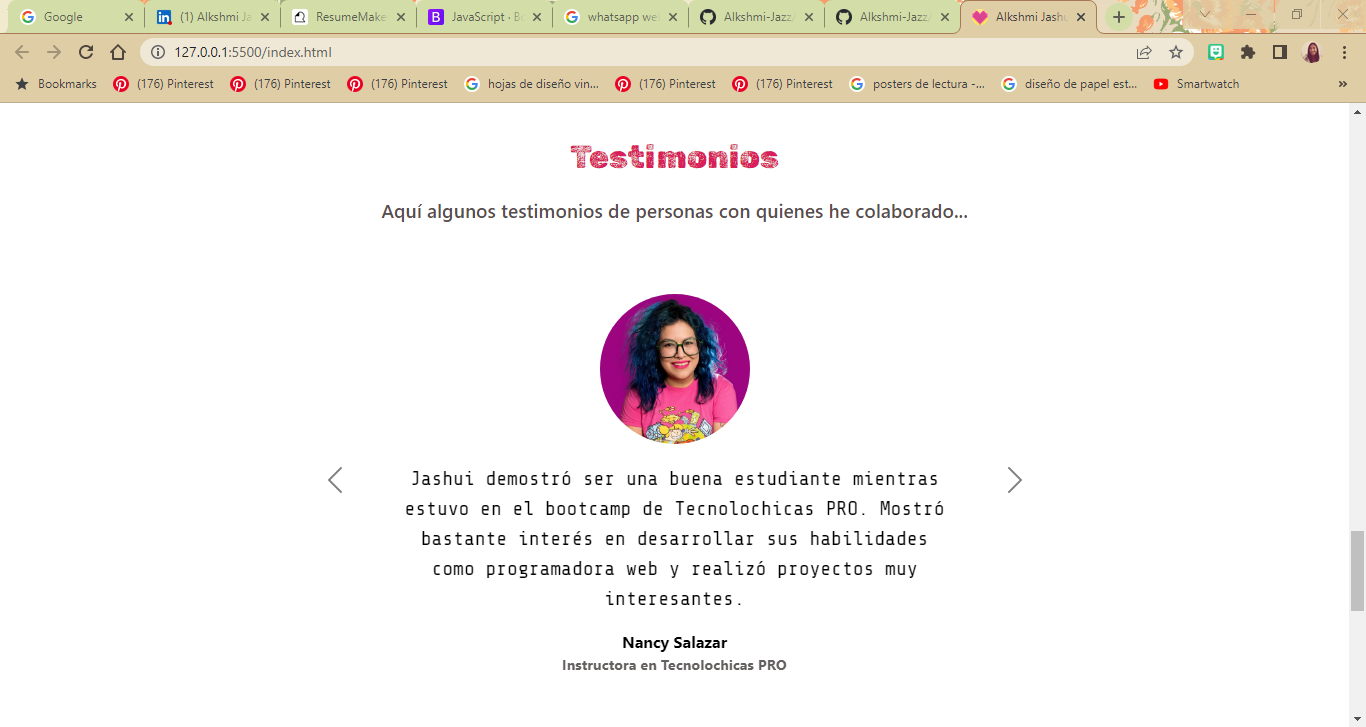 Google
(1) Alkshmi Ja
ResumeMake
JavaScript · Bo
whatsapp web
Alkshmi-Jazz/
Alkshmi-Jazz/
Alkshmi Jashu
127.0.0.1:5500/index.html
Bookmarks
(176) Pinterest
(176) Pinterest
(176) Pinterest
hojas de diseño vin...
(176) Pinterest
(176) Pinterest
posters de lectura -...
diseño de papel est...
Smartwatch
»
Testimonios
Aquí algunos testimonios de personas con quienes he colaborado...
Jashui demostró ser una buena estudiante mientras
estuvo en el bootcamp de Tecnolochicas PRO. Mostró
bastante interés en desarrollar sus habilidades
como programadora web y realizó proyectos muy
interesantes.
Nancy Salazar
Instructora en Tecnolochicas PRO